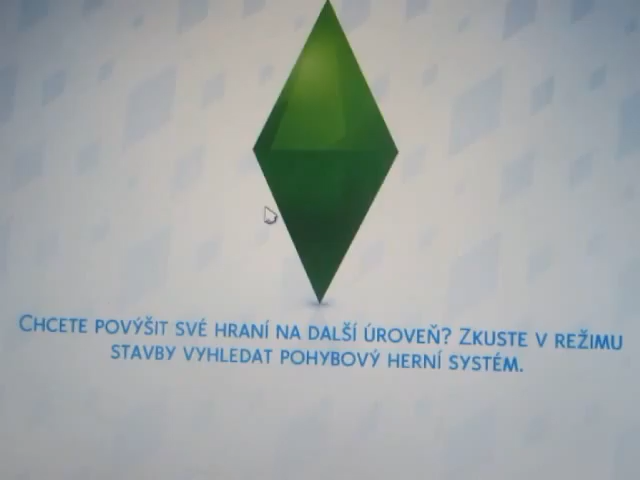 Chcete povýšit své hraní na další úroveň? Zkuste v režimu
stavby vyhledat pohybový herní systém.